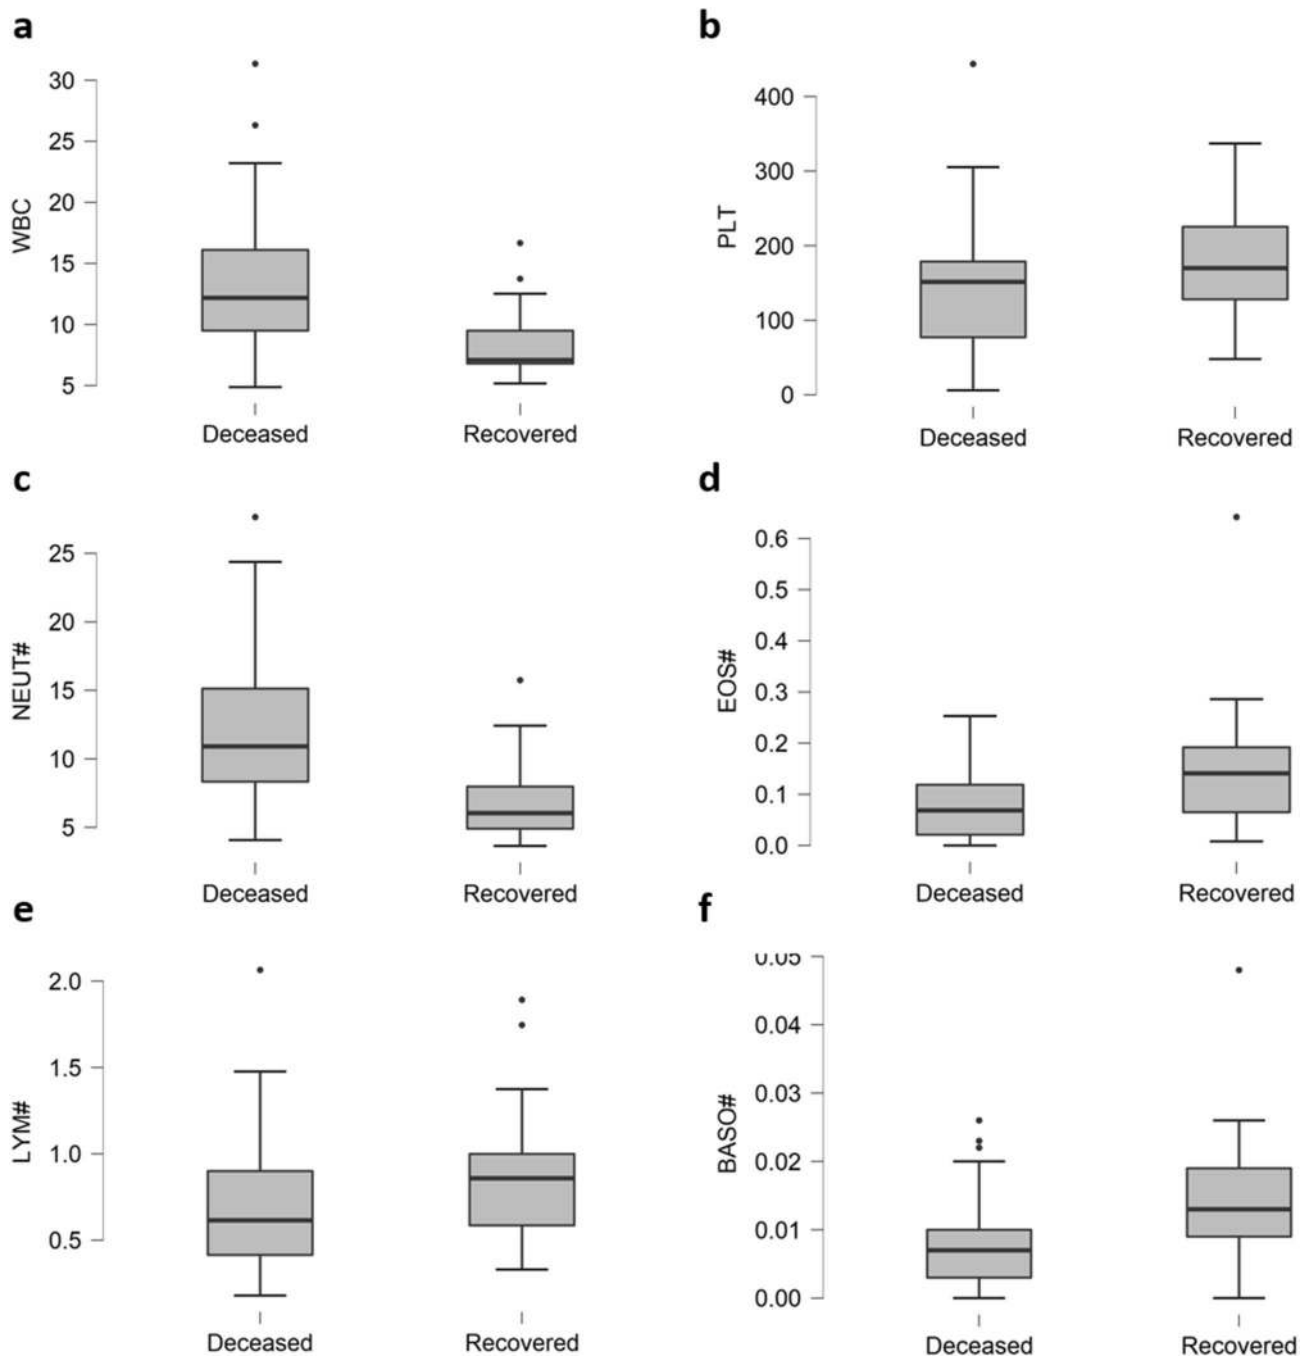 a
30
25
20
15
10
5
WBC
Deceased
Recovered
b
400
300
200
100
0
PLT
Deceased
Recovered
c
25
20
15
10
5
NEUT#
Deceased
Recovered
d
0.6
0.5
0.4
0.3
0.2
0.1
0.0
EOS#
Deceased
Recovered
e
2.0
1.5
1.0
0.5
LYM#
Deceased
Recovered
f
0.05
0.04
0.03
0.02
0.01
0.00
BASO#
Deceased
Recovered